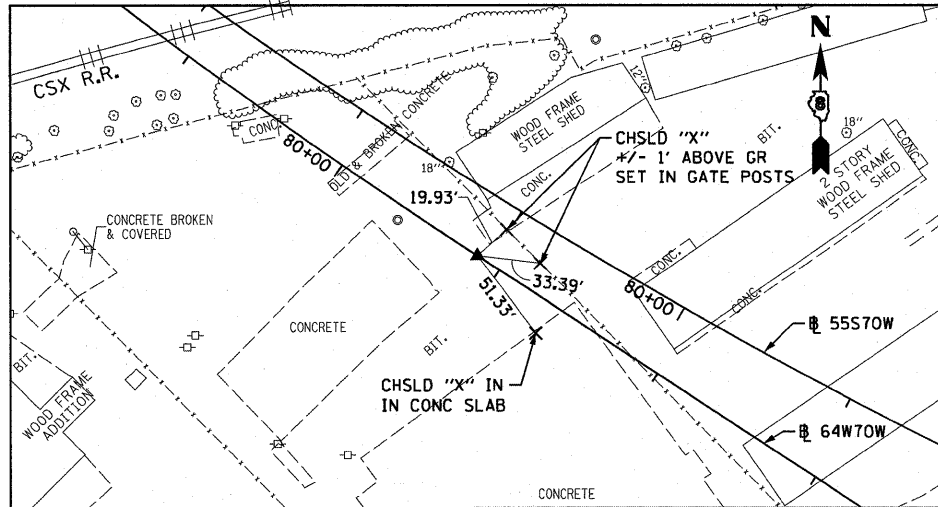 N
8
CSX R.R.
CONC.
80+00
OLD & BROKEN CONCRETE
18"
12"
WOOD FRAME
STEEL SHED
CONC.
CHSLD "X"
+/- 1' ABOVE GR
SET IN GATE POSTS
BIT.
18"
CONC.
2 STORY
WOOD FRAME
STEEL SHED
19.93'
33.39'
51.33'
CONCRETE BROKEN
& COVERED
CONCRETE
BIT.
CONC.
CONC.
80+00
BL 55S70W
BL 64W70W
CHSLD "X" IN
IN CONC SLAB
BIT.
WOOD FRAME
ADDITION
CONCRETE